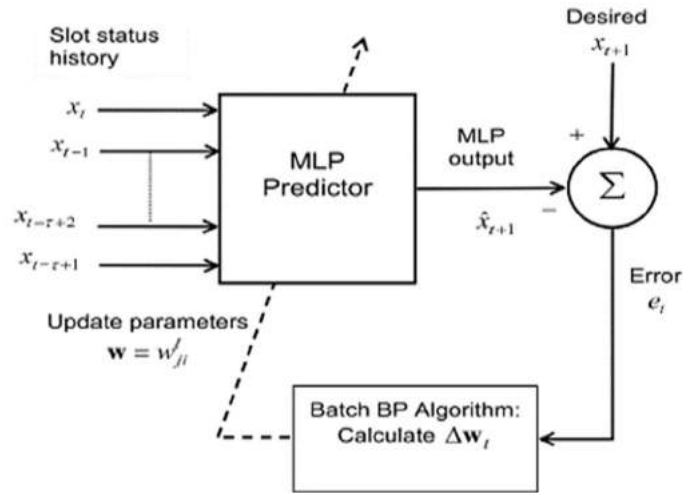 Slot status
history
Desired
x_{t+1}
x_t
x_{t-1}
x_{t-τ+2}
x_{t-τ+1}
MLP
Predictor
MLP
output
x̂_{t+1}
+
−
Σ
Error
e_t
Update parameters
w = w^l_{ji}
Batch BP Algorithm:
Calculate Δw_t